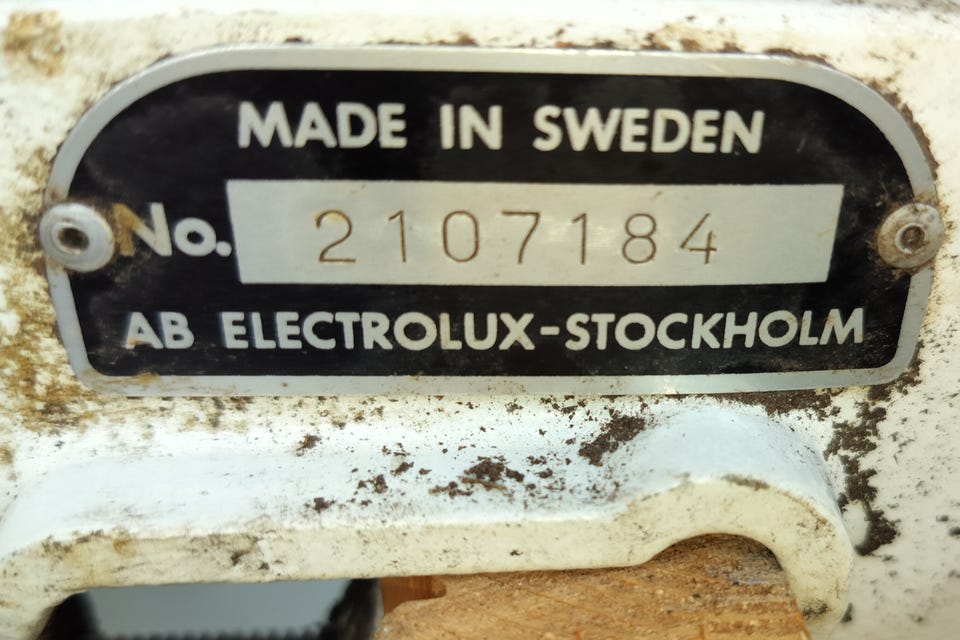 MADE IN SWEDEN
No. 2107184
AB ELECTROLUX-STOCKHOLM